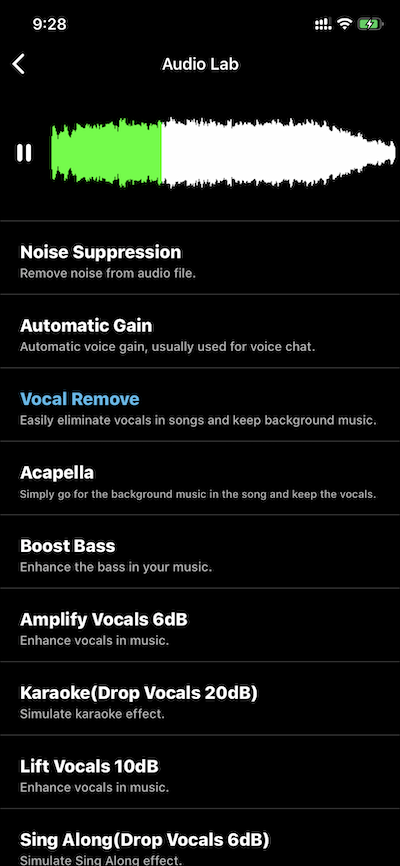 9:28
Audio Lab
Noise Suppression
Remove noise from audio file.
Automatic Gain
Automatic voice gain, usually used for voice chat.
Vocal Remove
Easily eliminate vocals in songs and keep background music.
Acapella
Simply go for the background music in the song and keep the vocals.
Boost Bass
Enhance the bass in your music.
Amplify Vocals 6dB
Enhance vocals in music.
Karaoke(Drop Vocals 20dB)
Simulate karaoke effect.
Lift Vocals 10dB
Enhance vocals in music.
Sing Along(Drop Vocals 6dB)
Simulate Sing Along effect.